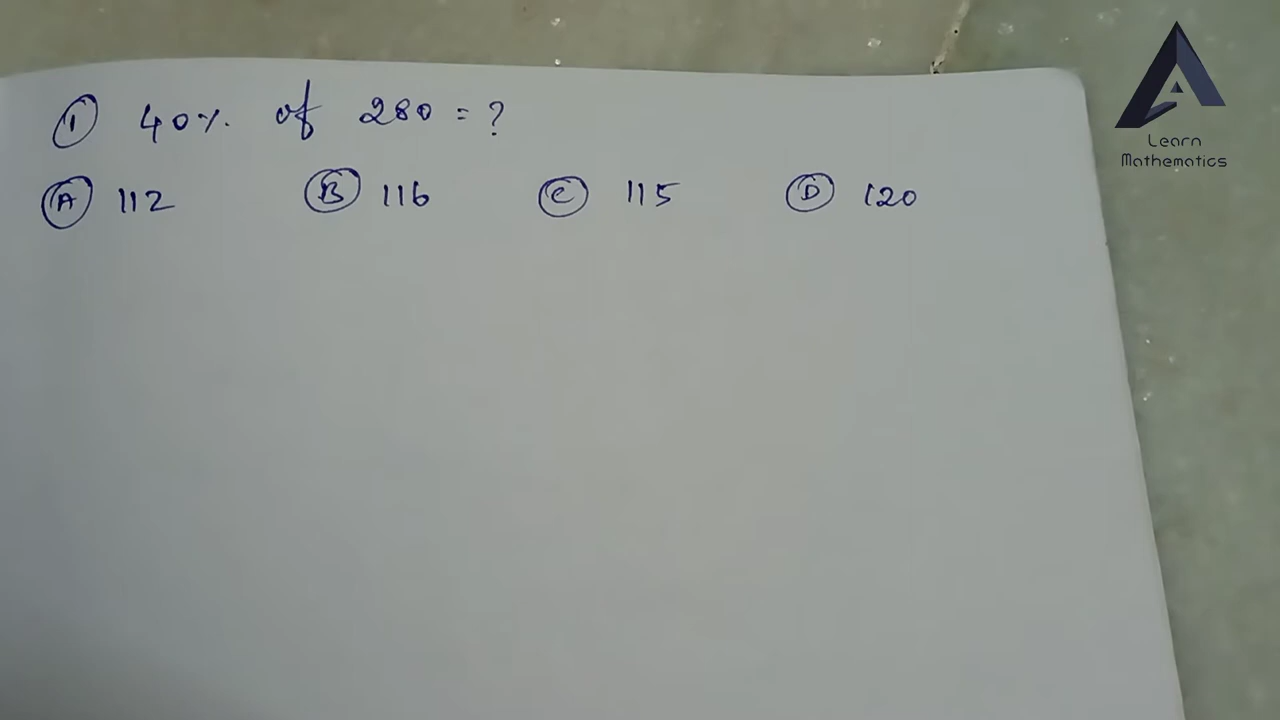 ① 40% of 280 = ?
Ⓐ 112 Ⓑ 116 Ⓒ 115 Ⓓ 120
Learn
Mathematics